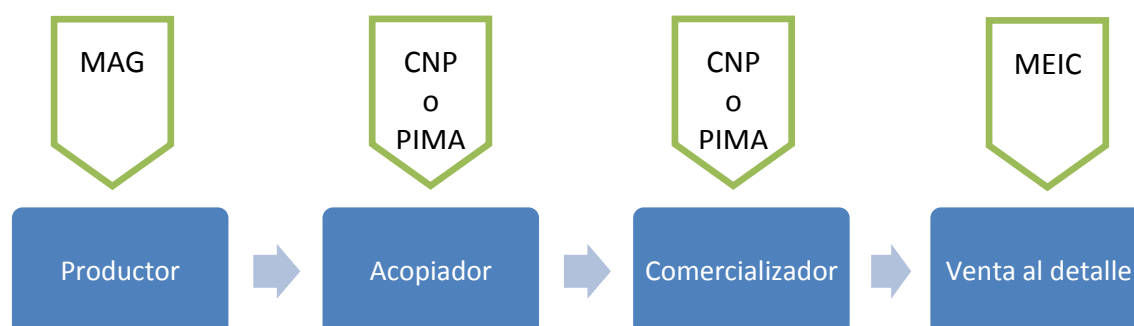 MAG
CNP
o
PIMA
CNP
o
PIMA
MEIC
Productor
Acopiador
Comercializador
Venta al detalle